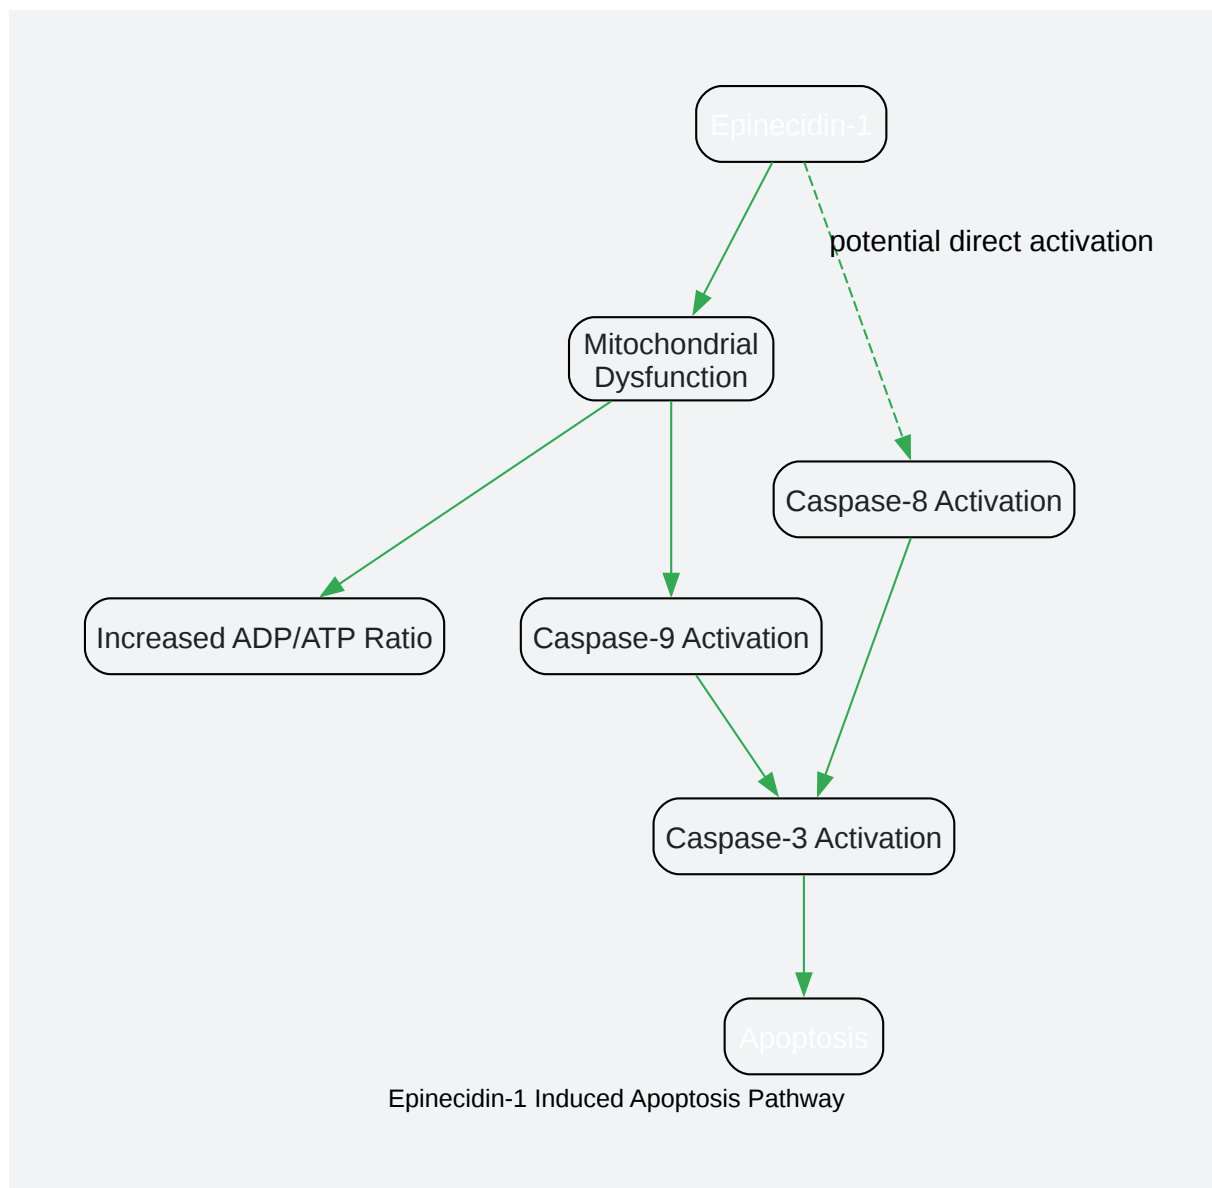 Epinecidin-1
potential direct activation
Mitochondrial
Dysfunction
Caspase-8 Activation
Increased ADP/ATP Ratio
Caspase-9 Activation
Caspase-3 Activation
Apoptosis
Epinecidin-1 Induced Apoptosis Pathway